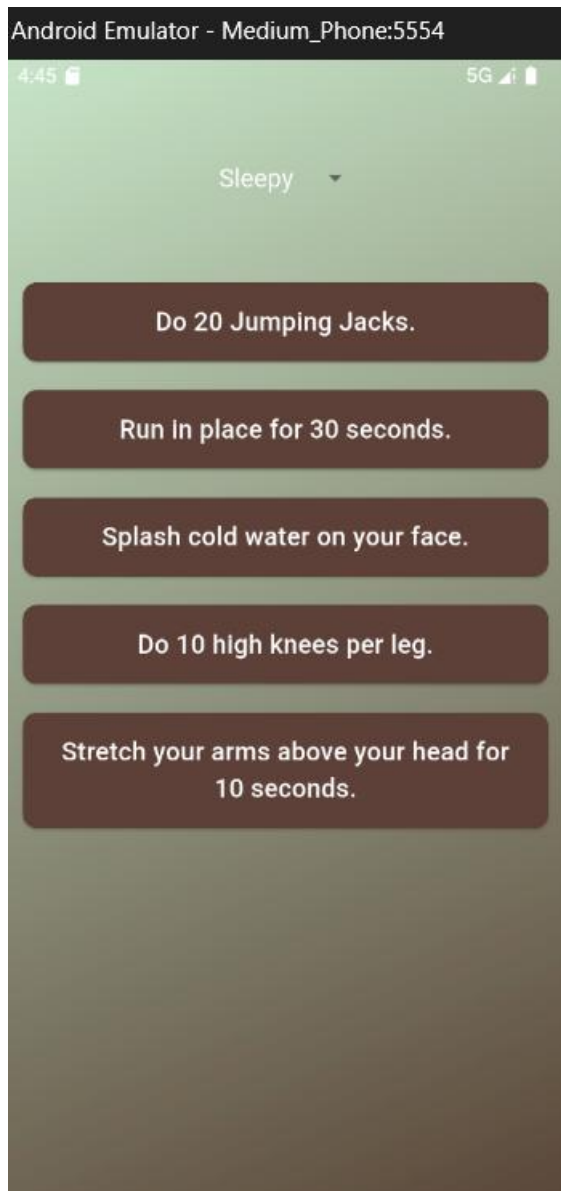 Android Emulator - Medium_Phone:5554
4:45 5G
Sleepy
Do 20 Jumping Jacks.
Run in place for 30 seconds.
Splash cold water on your face.
Do 10 high knees per leg.
Stretch your arms above your head for
10 seconds.